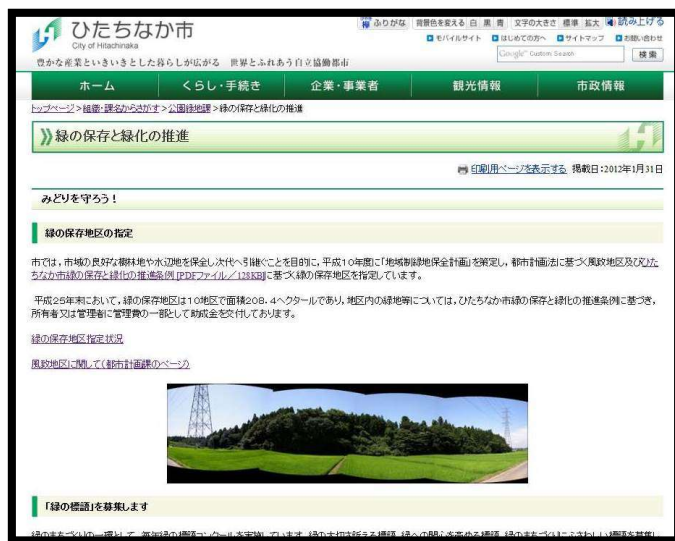 ひたちなか市
City of Hitachinaka
豊かな産業といきいきとした暮らしが広がる 世界とふれあう自立協働都市
ふりがな 背景色を変える 白 黒 青 文字の大きさ 標準 拡大 読み上げる
モバイルサイト はじめての方へ サイトマップ お問い合わせ
Google Custom Search 検索
ホーム くらし・手続き 企業・事業者 観光情報 市政情報
トップページ>組織・課名からさがす>公園緑地課>緑の保存と緑化の推進
緑の保存と緑化の推進
印刷用ページを表示する 掲載日:2012年1月31日
みどりを守ろう!
緑の保存地区の指定
市では,市域の良好な樹林地や水辺地を保全し次代へ引継ぐことを目的に,平成10年度に「地域制緑地保全計画」を策定し,都市計画法に基づく風致地区及びひた
ちなか市緑の保存と緑化の推進条例 [PDFファイル/128KB]に基づく緑の保存地区を指定しています。
平成25年末において,緑の保存地区は10地区で面積208.4ヘクタールであり,地区内の緑地等については,ひたちなか市緑の保存と緑化の推進条例に基づき,
所有者又は管理者に管理費の一部として助成金を交付しております。
緑の保存地区指定状況
風致地区に関して(都市計画課のページ)
「緑の標語」を募集します